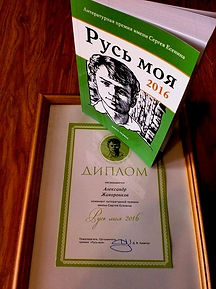 Литературная премия имени Сергея Есенина
Русь моя
2016
ДИПЛОМ
награждается
Александр
номинант литературной премии
имени Сергея Есенина
Русь моя 2016